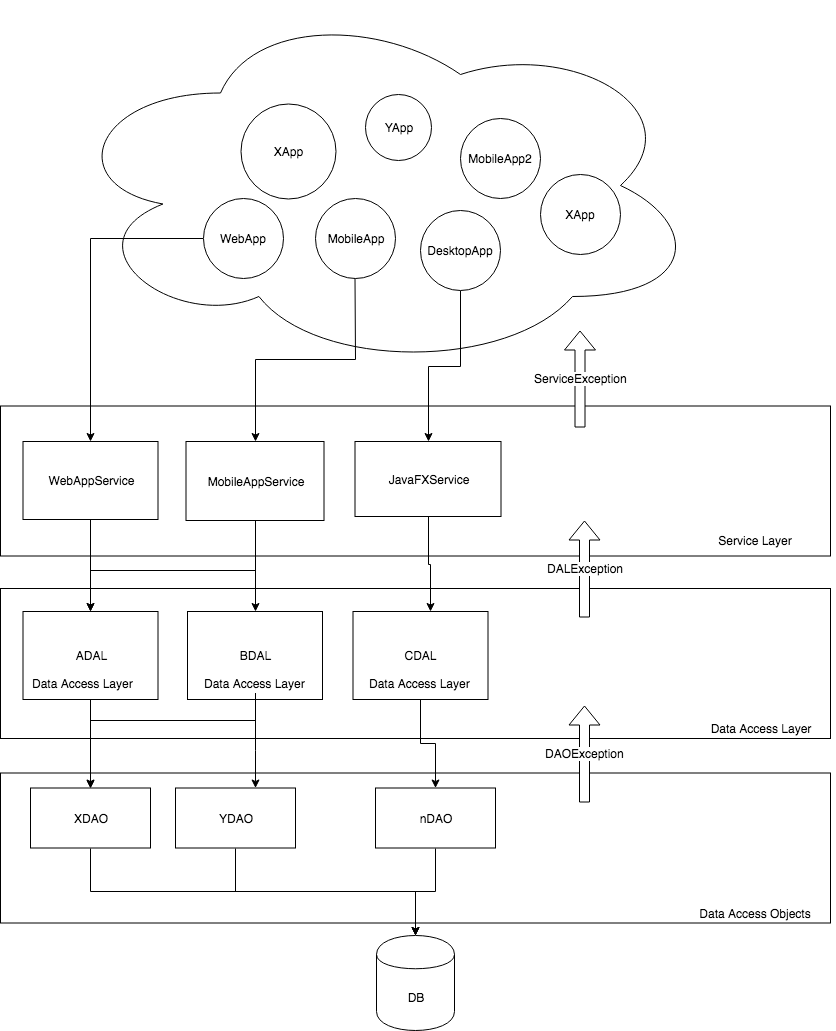 YApp
XApp
MobileApp2
XApp
WebApp
MobileApp
DesktopApp
ServiceException
WebAppService
MobileAppService
JavaFXService
Service Layer
DALException
ADAL
BDAL
CDAL
Data Access Layer
Data Access Layer
Data Access Layer
Data Access Layer
DAOException
XDAO
YDAO
nDAO
Data Access Objects
DB